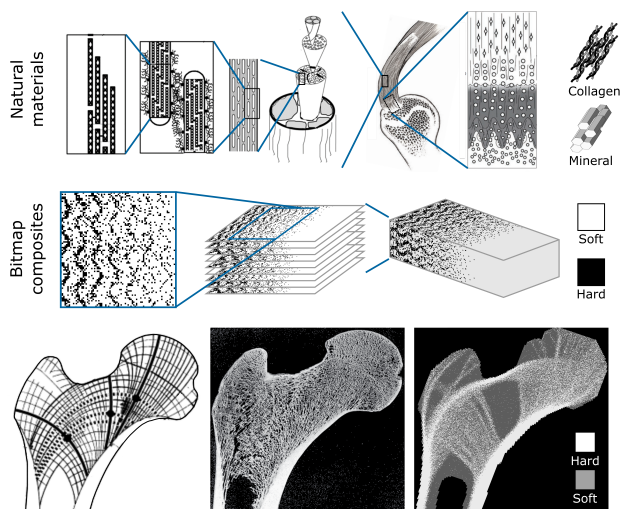 Natural
materials
Collagen
Mineral
Bitmap
composites
Soft
Hard
Hard
Soft